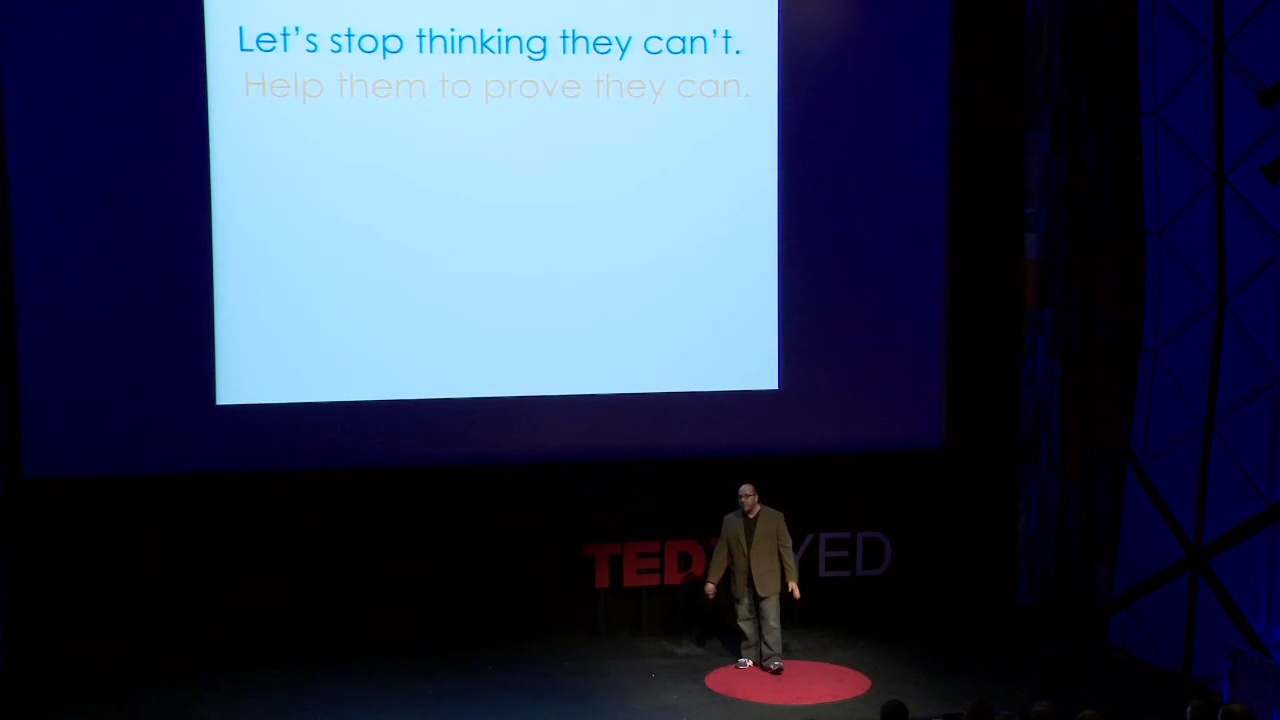 Let's stop thinking they can't.
Help them to prove they can.
TED
YED